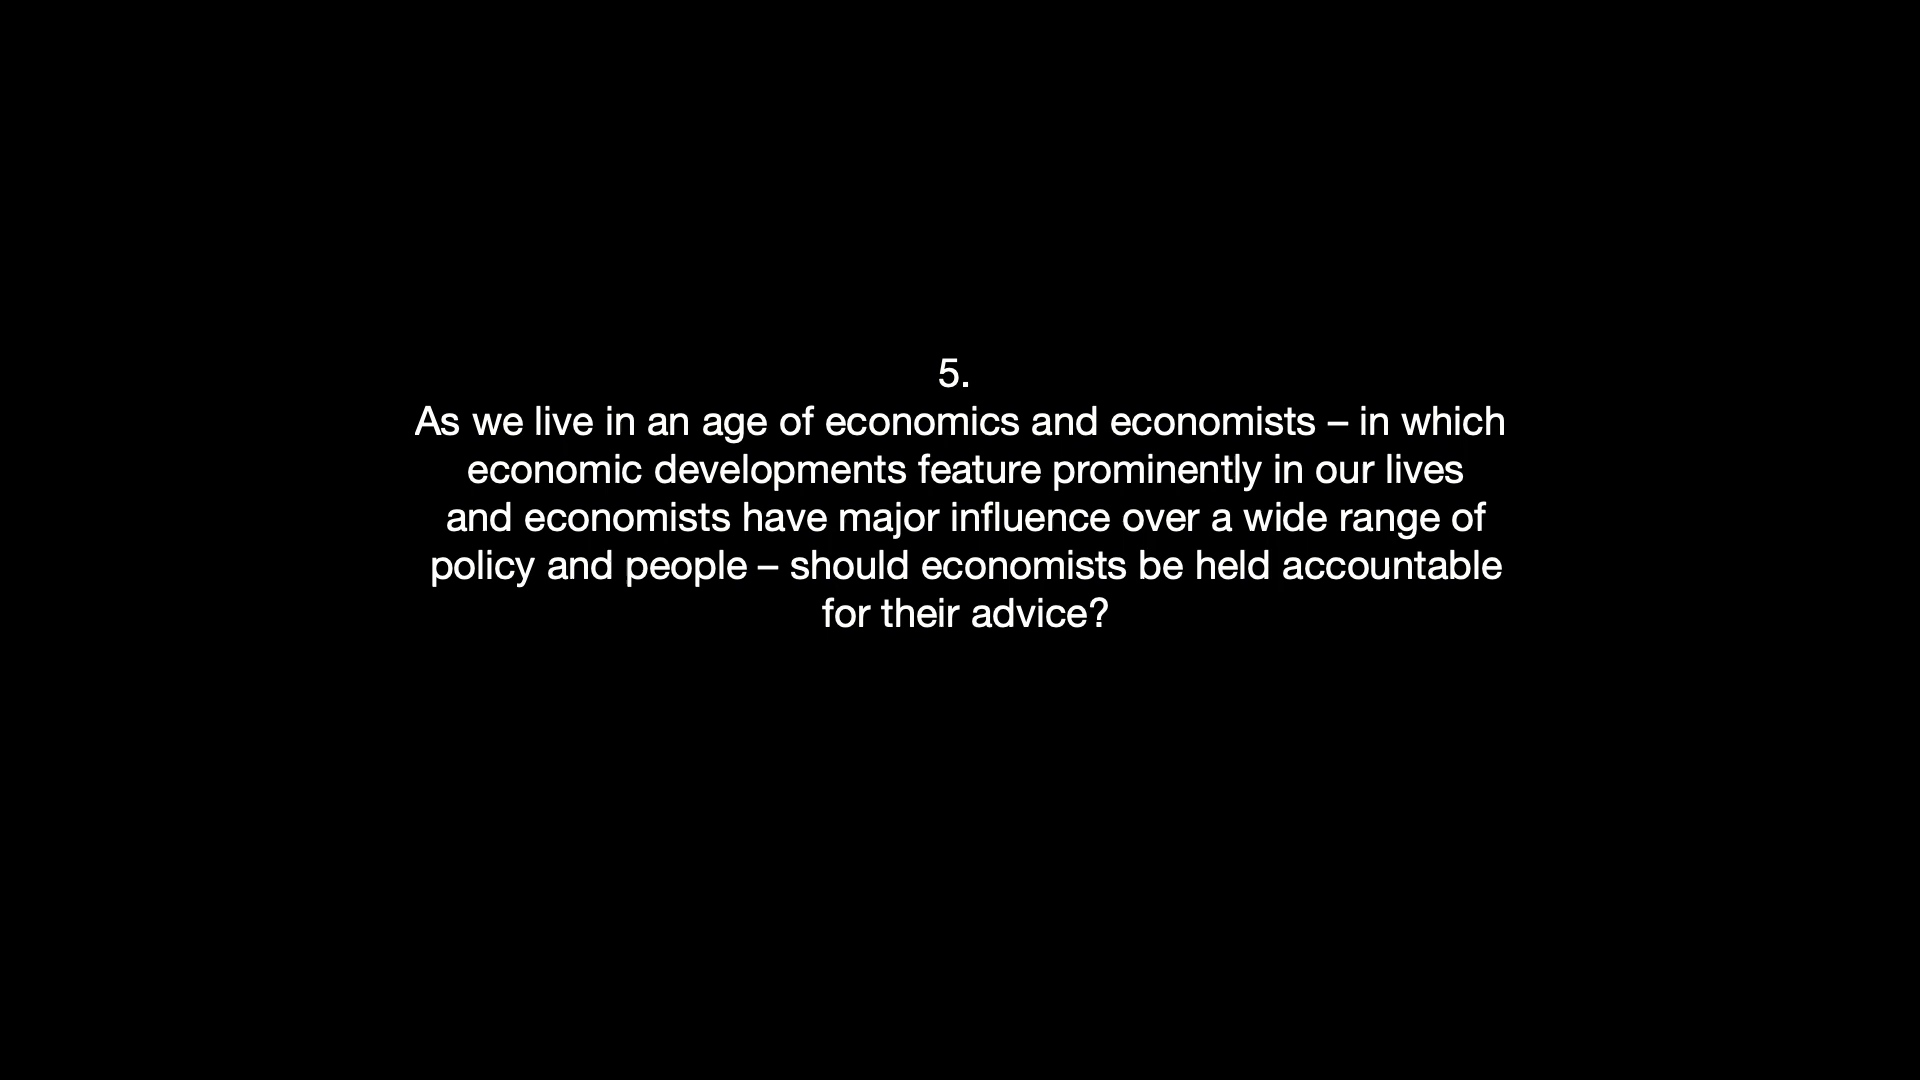 5.
As we live in an age of economics and economists – in which
economic developments feature prominently in our lives
and economists have major influence over a wide range of
policy and people – should economists be held accountable
for their advice?